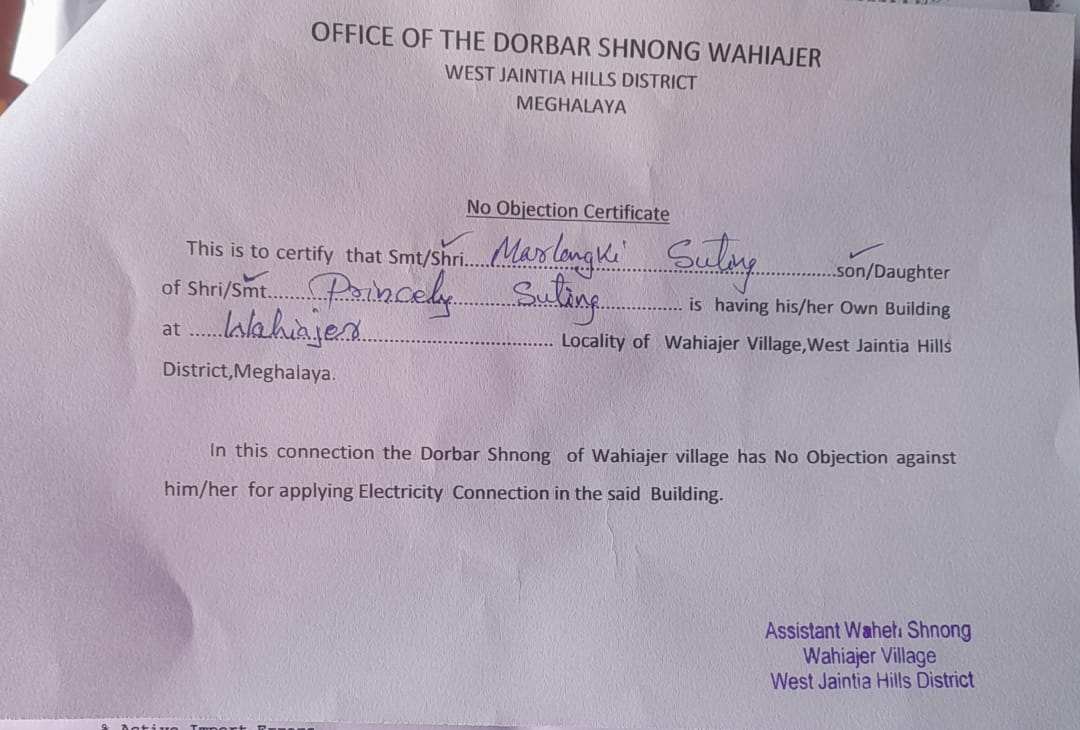 OFFICE OF THE DORBAR SHNONG WAHIAJER
WEST JAINTIA HILLS DISTRICT
MEGHALAYA
No Objection Certificate
This is to certify that Smt/Shri.....Marlangki Suting..............son/Daughter
of Shri/Smt........Princely Suting............... is having his/her Own Building
at ......Wahiajer.................................... Locality of Wahiajer Village,West Jaintia Hills
District,Meghalaya.
In this connection the Dorbar Shnong of Wahiajer village has No Objection against
him/her for applying Electricity Connection in the said Building.
Assistant Waheh Shnong
Wahiajer Village
West Jaintia Hills District
& Active Import Energy